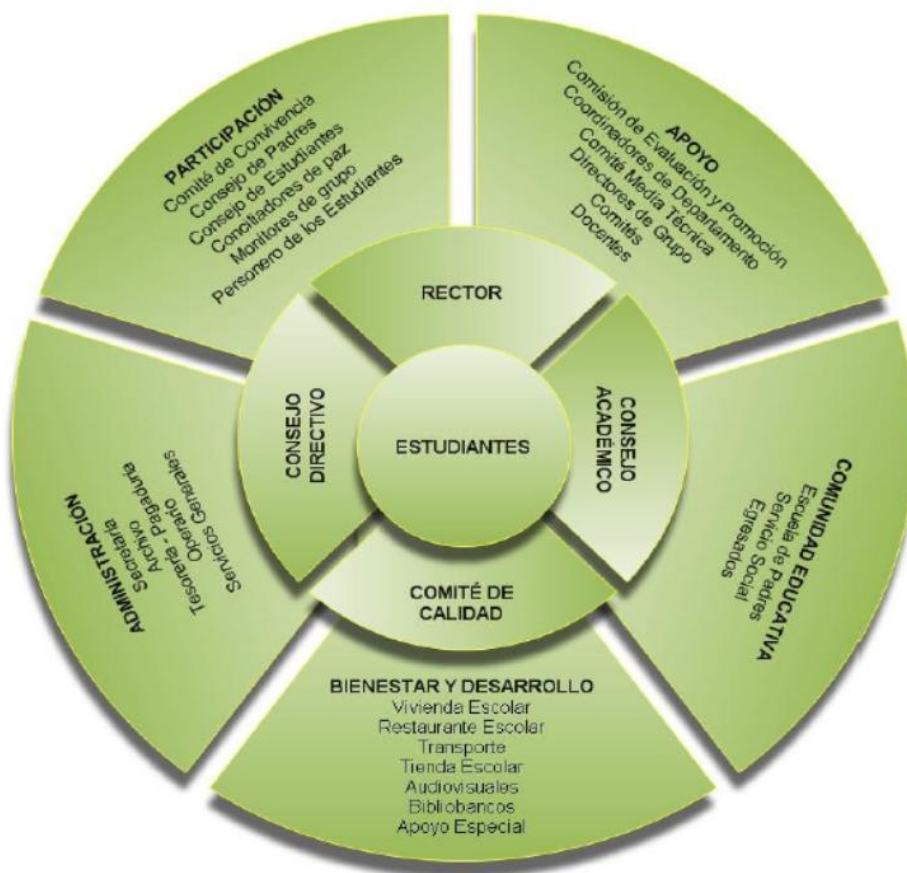 PARTICIPACIÓN
Comité de Convivencia
Consejo de Padres
Consejo de Estudiantes
Conciliadores de paz
Monitores de grupo
Personero de los Estudiantes
APOYO
Comisión de Evaluación y Promoción
Coordinadores de Departamento
Comité Media Técnica
Directores de Grupo
Comités
Docentes
RECTOR
CONSEJO
DIRECTIVO
ESTUDIANTES
CONSEJO
ACADÉMICO
COMITÉ DE
CALIDAD
ADMINISTRACION
Secretaría
Archivo
Tesorería- Pagaduría
Operario
Servicios Generales
COMUNIDAD EDUCATIVA
Escuela de Padres
Servicio Social
Egresados
BIENESTAR Y DESARROLLO
Vivienda Escolar
Restaurante Escolar
Transporte
Tienda Escolar
Audiovisuales
Bibliobancos
Apoyo Especial